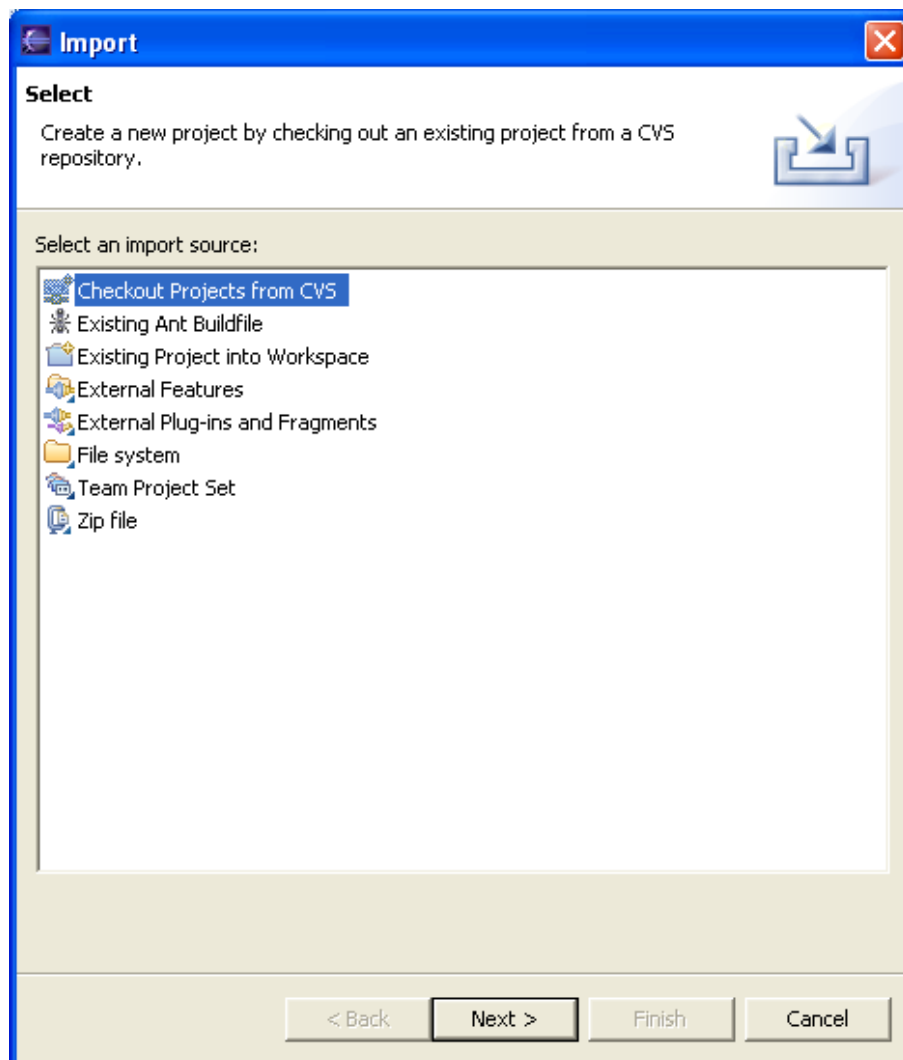 Import
Select
Create a new project by checking out an existing project from a CVS
repository.
Select an import source:
Checkout Projects from CVS
Existing Ant Buildfile
Existing Project into Workspace
External Features
External Plug-ins and Fragments
File system
Team Project Set
Zip file
< Back Next > Finish Cancel